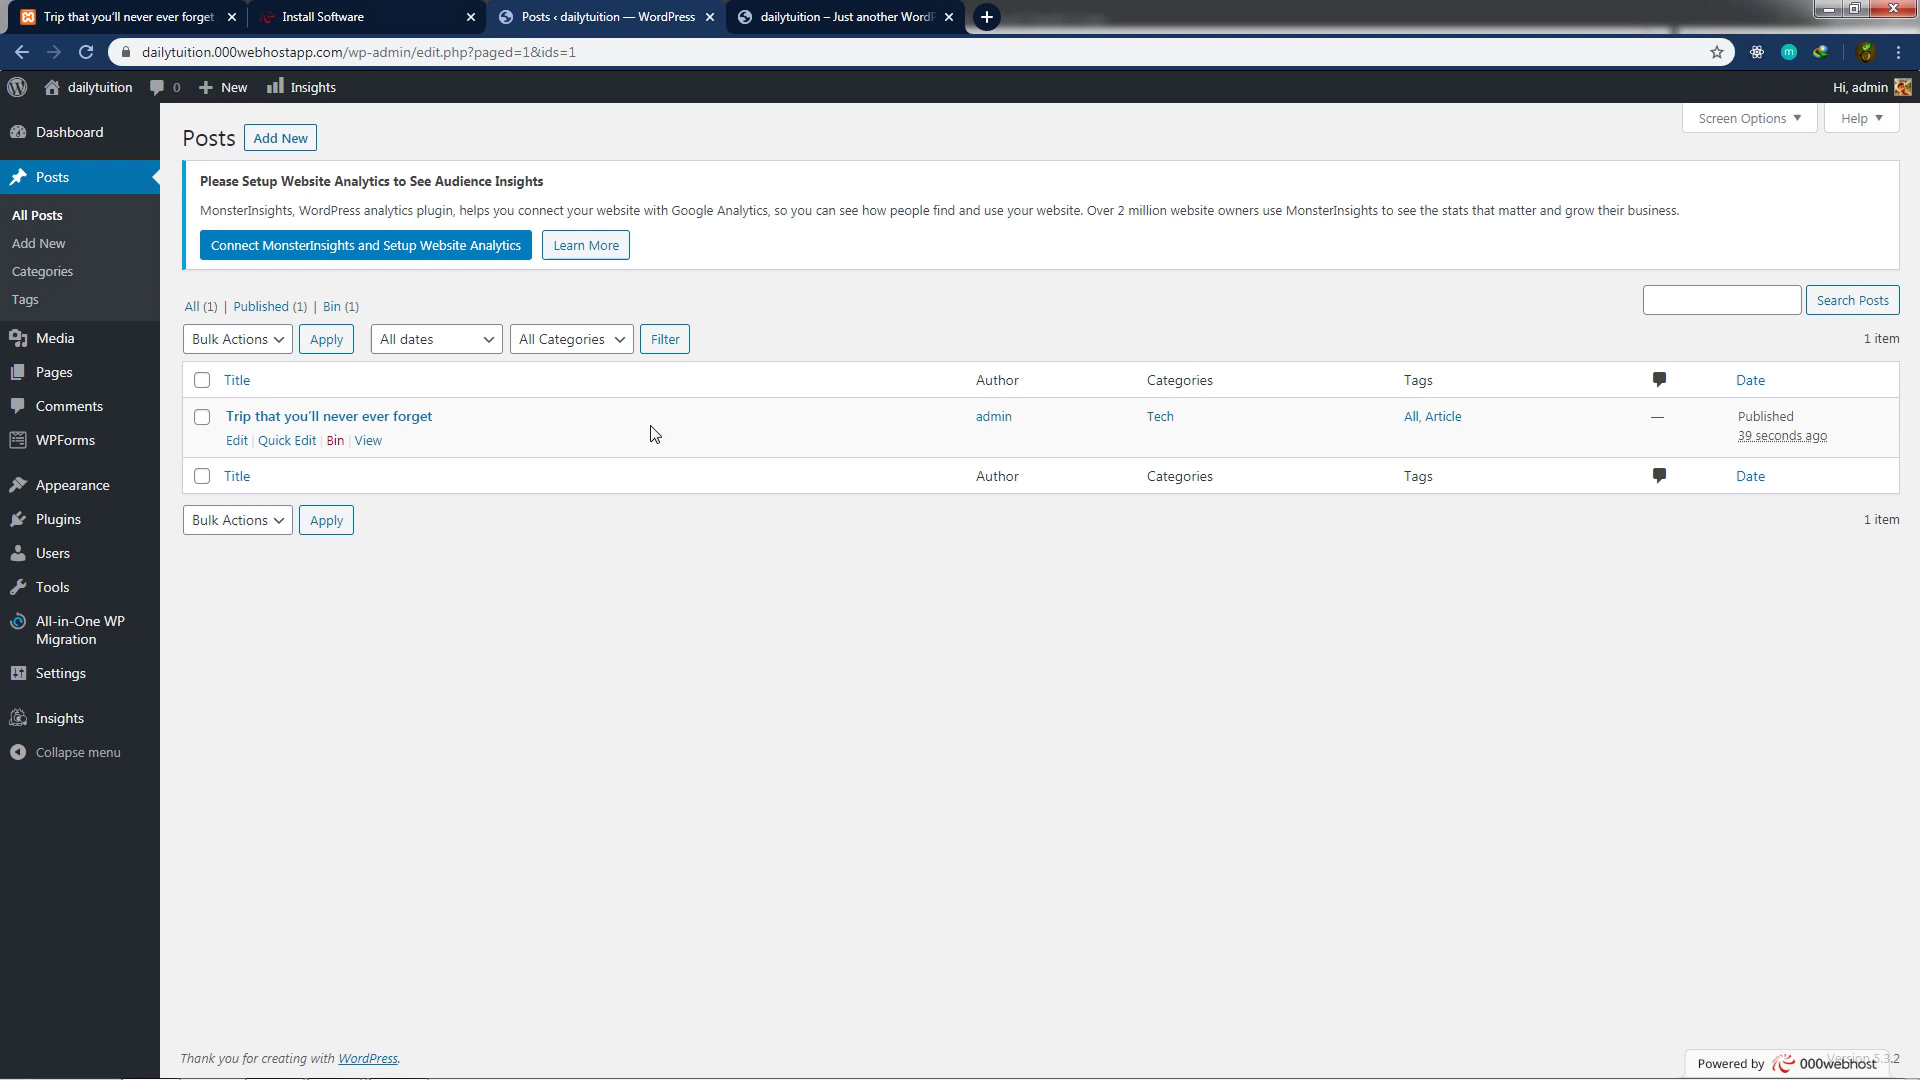 Trip that you'll never ever forget
Install Software
Posts ‹ dailytuition — WordPress
dailytuition – Just another WordP
dailytuition.000webhostapp.com/wp-admin/edit.php?paged=1&ids=1
dailytuition 0 New Insights
Hi, admin
Screen Options
Help
Dashboard
Posts
All Posts
Add New
Categories
Tags
Media
Pages
Comments
WPForms
Appearance
Plugins
Users
Tools
All-in-One WP
Migration
Settings
Insights
Collapse menu
Posts Add New
Please Setup Website Analytics to See Audience Insights
MonsterInsights, WordPress analytics plugin, helps you connect your website with Google Analytics, so you can see how people find and use your website. Over 2 million website owners use MonsterInsights to see the stats that matter and grow their business.
Connect MonsterInsights and Setup Website Analytics Learn More
All (1) | Published (1) | Bin (1)
Search Posts
Bulk Actions Apply All dates All Categories Filter
1 item
Title Author Categories Tags Date
Trip that you'll never ever forget admin Tech All, Article — Published
Edit | Quick Edit | Bin | View 39 seconds ago
Title Author Categories Tags Date
Bulk Actions Apply
1 item
Thank you for creating with WordPress.
Version 5.3.2
Powered by 000webhost